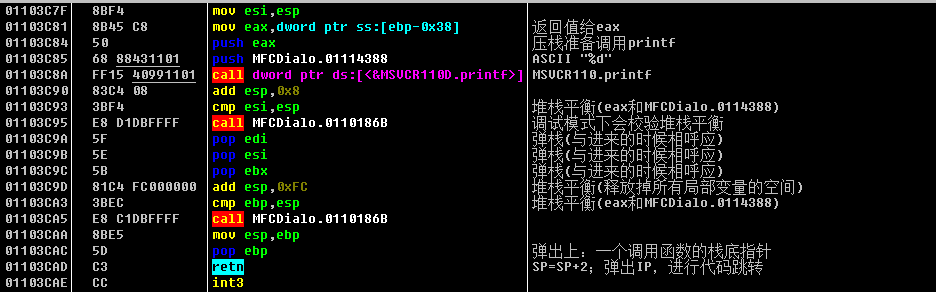 01103C7F 8BF4 mov esi,esp
01103C81 8B45 C8 mov eax,dword ptr ss:[ebp-0x38] 返回值给eax
01103C84 50 push eax 压栈准备调用printf
01103C85 68 88431101 push MFCDialo.01114388 ASCII "%d"
01103C8A FF15 40991101 call dword ptr ds:[<&MSVCR110D.printf>] MSVCR110.printf
01103C90 83C4 08 add esp,0x8
01103C93 3BF4 cmp esi,esp 堆栈平衡(eax和MFCDialo.0114388)
01103C95 E8 D1DBFFFF call MFCDialo.0110186B 调试模式下会校验堆栈平衡
01103C9A 5F pop edi 弹栈(与进来的时候相呼应)
01103C9B 5E pop esi 弹栈(与进来的时候相呼应)
01103C9C 5B pop ebx 弹栈(与进来的时候相呼应)
01103C9D 81C4 FC000000 add esp,0xFC 堆栈平衡(释放掉所有局部变量的空间)
01103CA3 3BEC cmp ebp,esp 堆栈平衡(eax和MFCDialo.0114388)
01103CA5 E8 C1DBFFFF call MFCDialo.0110186B
01103CAA 8BE5 mov esp,ebp
01103CAC 5D pop ebp 弹出上：一个调用函数的栈底指针
01103CAD C3 retn SP=SP+2；弹出IP，进行代码跳转
01103CAE CC int3